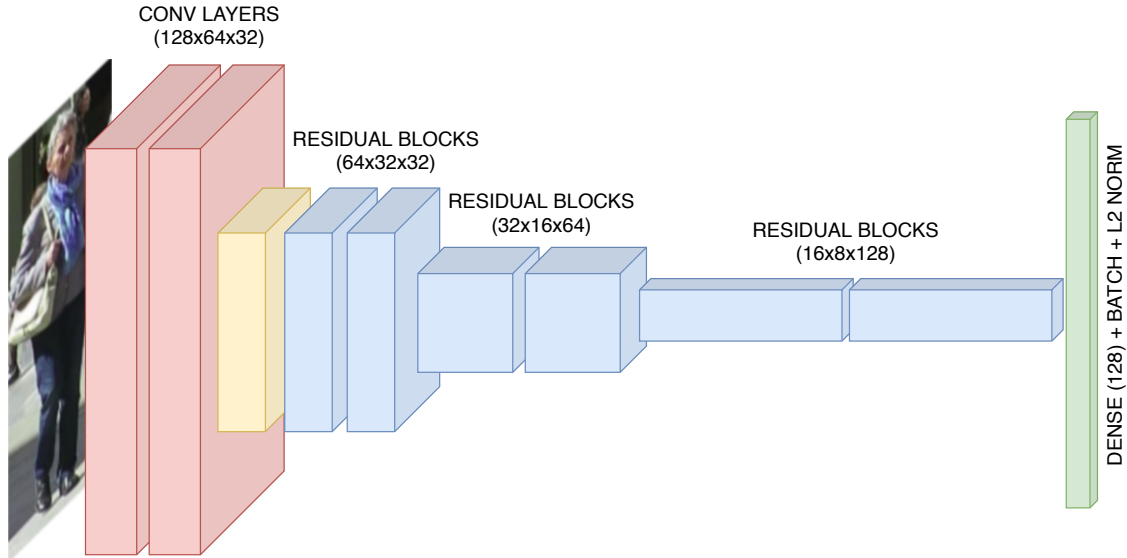 CONV LAYERS
(128x64x32)
RESIDUAL BLOCKS
(64x32x32)
RESIDUAL BLOCKS
(32x16x64)
RESIDUAL BLOCKS
(16x8x128)
DENSE (128) + BATCH + L2 NORM